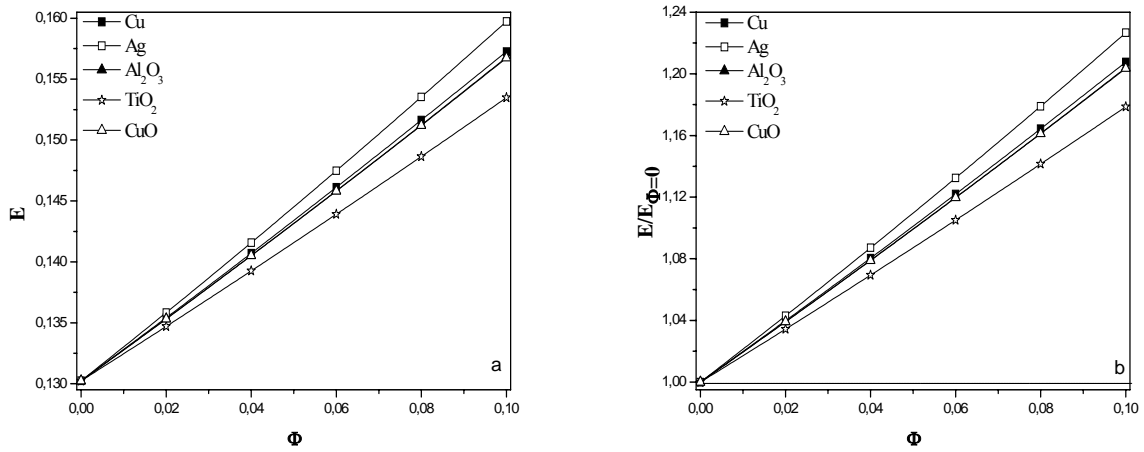 0,160
0,155
0,150
0,145
0,140
0,135
0,130
E
Cu
Ag
Al₂O₃
TiO₂
CuO
a
0,00 0,02 0,04 0,06 0,08 0,10
Φ
1,24
1,20
1,16
1,12
1,08
1,04
1,00
E/E Φ=0
Cu
Ag
Al₂O₃
TiO₂
CuO
b
0,00 0,02 0,04 0,06 0,08 0,10
Φ